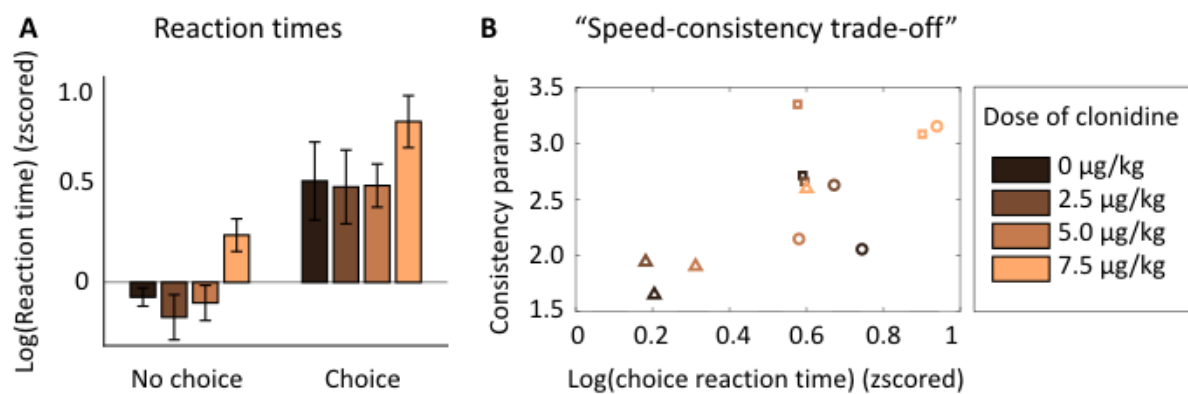 A
Reaction times
Log(Reaction time) (zscored)
1.0
0.5
0
No choice
Choice
B
“Speed-consistency trade-off”
Consistency parameter
3.5
3.0
2.5
2.0
1.5
0
0.2
0.4
0.6
0.8
1
Log(choice reaction time) (zscored)
Dose of clonidine
0 µg/kg
2.5 µg/kg
5.0 µg/kg
7.5 µg/kg